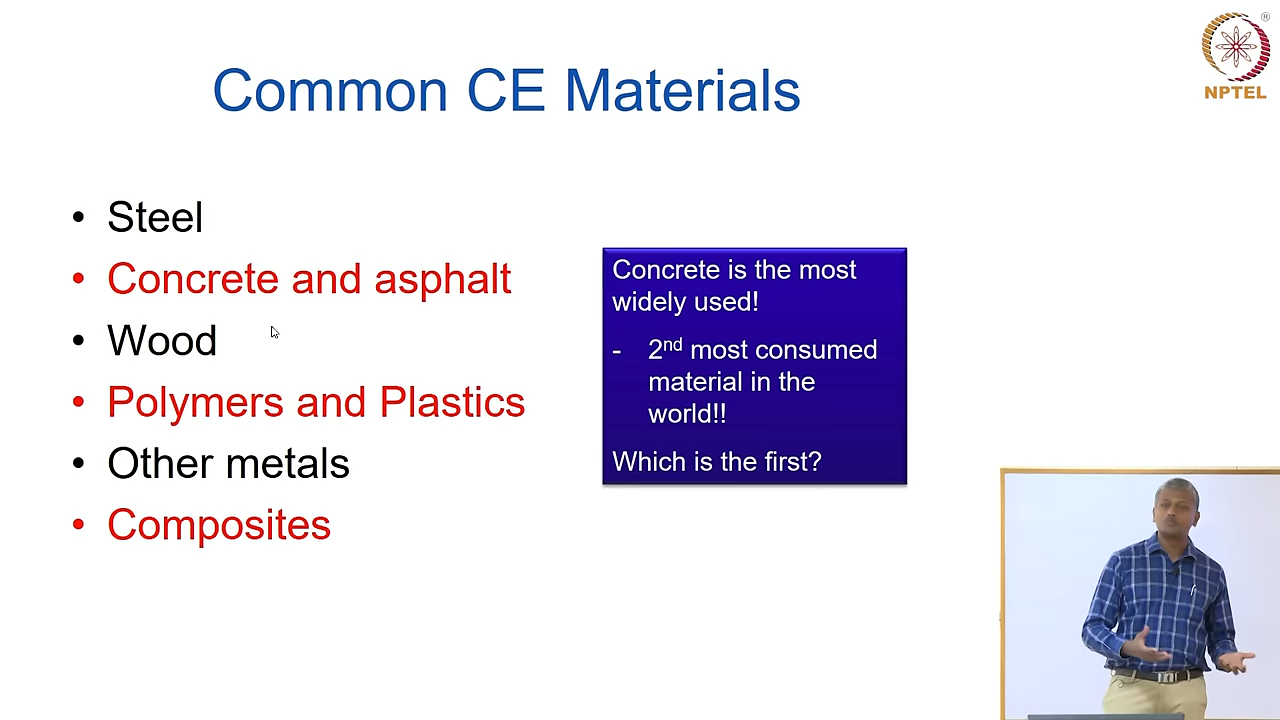 Common CE Materials
®
NPTEL
• Steel
• Concrete and asphalt
• Wood
• Polymers and Plastics
• Other metals
• Composites
Concrete is the most
widely used!
- 2nd most consumed
material in the
world!!
Which is the first?